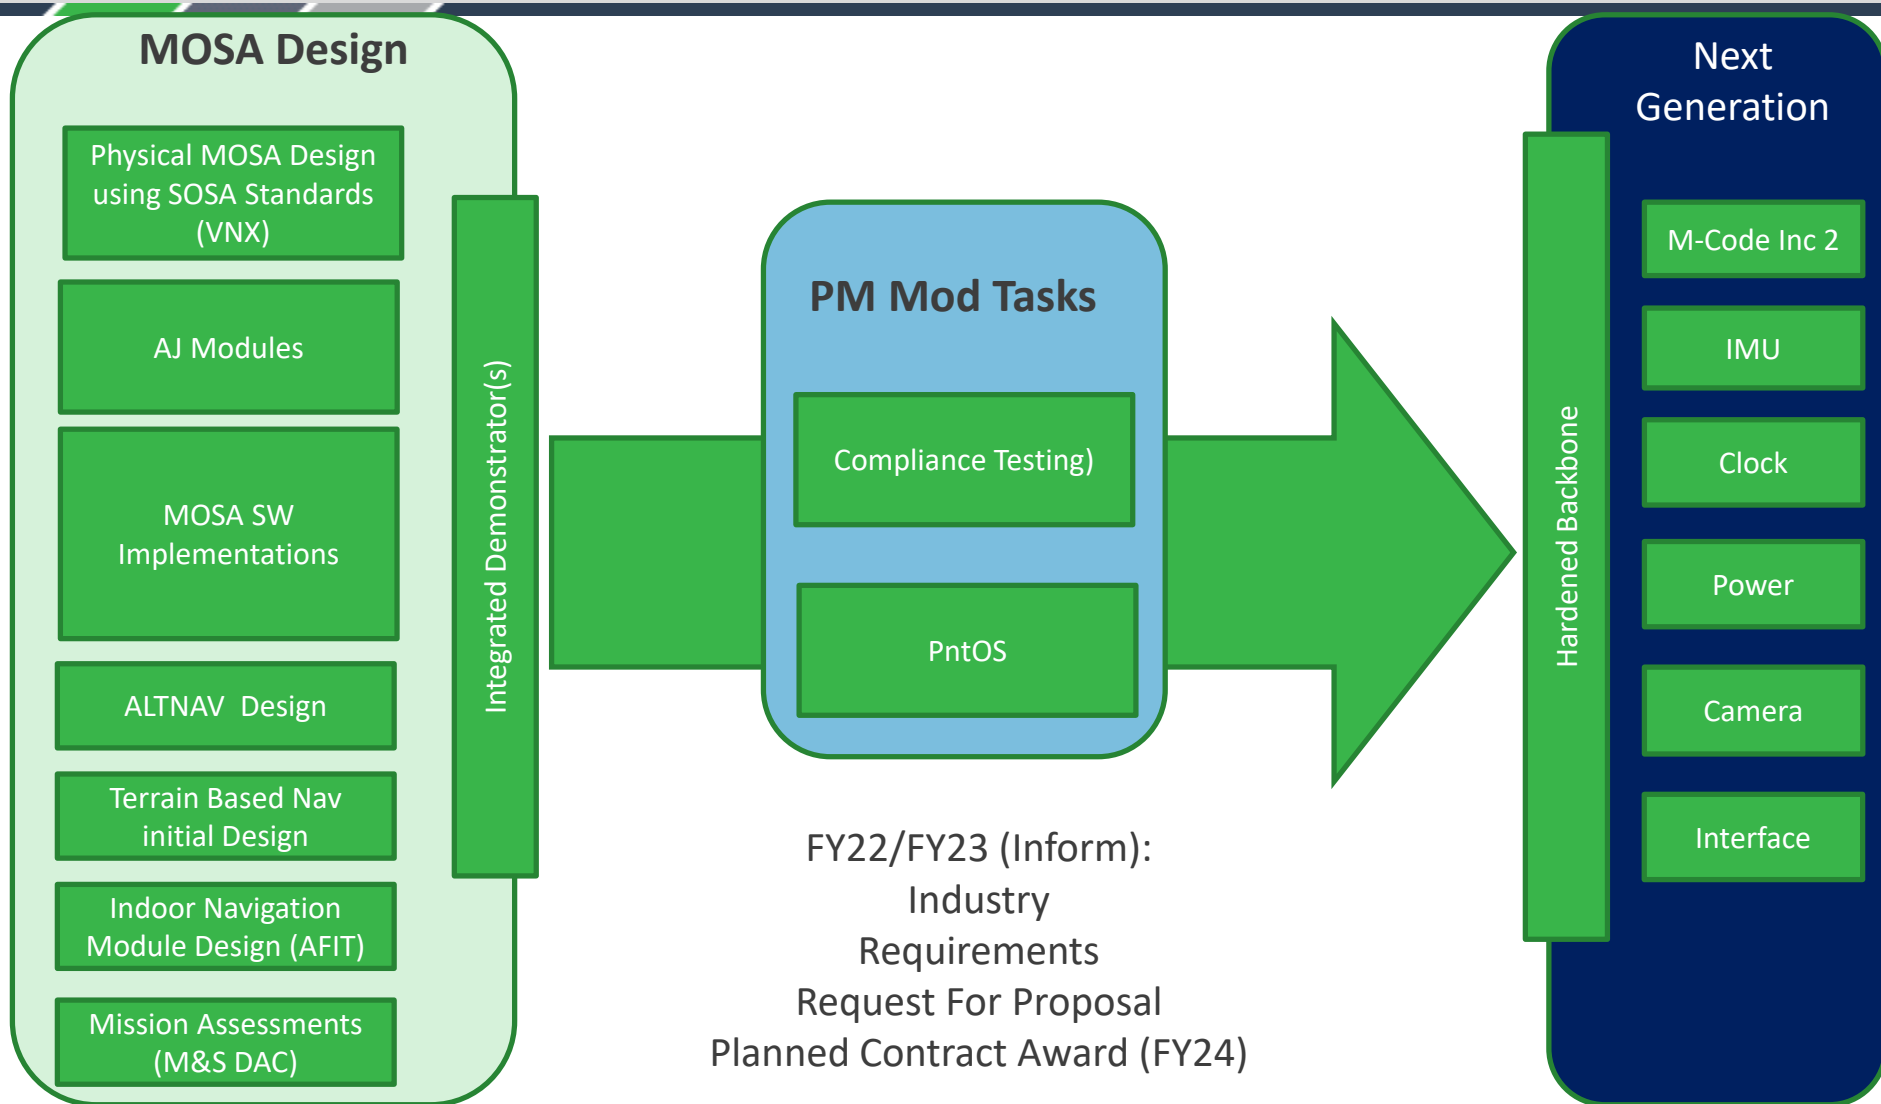 MOSA Design
Physical MOSA Design
using SOSA Standards
(VNX)
AJ Modules
MOSA SW
Implementations
ALTNAV  Design
Terrain Based Nav
initial Design
Indoor Navigation
Module Design (AFIT)
Mission Assessments
(M&S DAC)
Integrated Demonstrator(s)
PM Mod Tasks
Compliance Testing)
PntOS
FY22/FY23 (Inform):
Industry
Requirements
Request For Proposal
Planned Contract Award (FY24)
Hardened Backbone
Next
Generation
M-Code Inc 2
IMU
Clock
Power
Camera
Interface